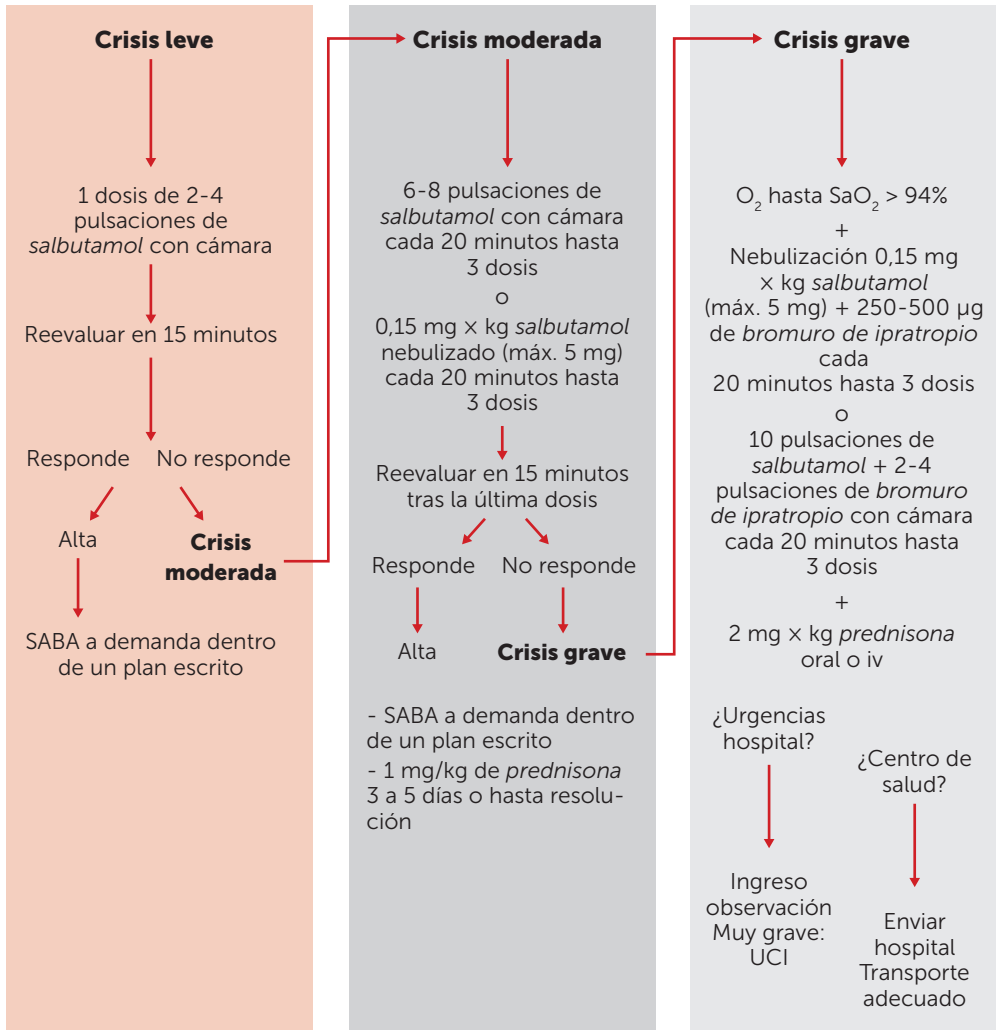 Crisis leve
1 dosis de 2-4
pulsaciones de
salbutamol con cámara
Reevaluar en 15 minutos
Responde
No responde
Alta
Crisis
moderada
SABA a demanda dentro
de un plan escrito
Crisis moderada
6-8 pulsaciones de
salbutamol con cámara
cada 20 minutos hasta
3 dosis
o
0,15 mg × kg salbutamol
nebulizado (máx. 5 mg)
cada 20 minutos hasta
3 dosis
Reevaluar en 15 minutos
tras la última dosis
Responde
No responde
Alta
Crisis grave
- SABA a demanda dentro
de un plan escrito
- 1 mg/kg de prednisona
3 a 5 días o hasta resolu-
ción
Crisis grave
O₂ hasta SaO₂ > 94%
+
Nebulización 0,15 mg
× kg salbutamol
(máx. 5 mg) + 250-500 µg
de bromuro de ipratropio
cada
20 minutos hasta 3 dosis
o
10 pulsaciones de
salbutamol + 2-4
pulsaciones de bromuro
de ipratropio con cámara
cada 20 minutos hasta
3 dosis
+
2 mg × kg prednisona
oral o iv
¿Urgencias
hospital?
Ingreso
observación
Muy grave:
UCI
¿Centro de
salud?
Enviar
hospital
Transporte
adecuado